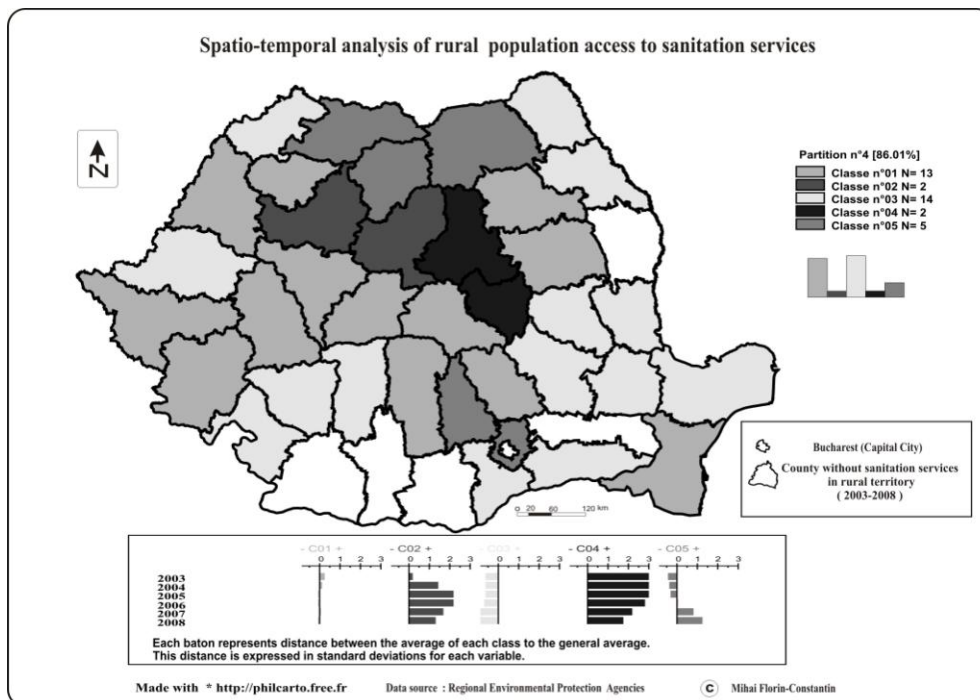 Spatio-temporal analysis of rural population access to sanitation services
N
Partition n°4 [86.01%]
Classe n°01 N= 13
Classe n°02 N= 2
Classe n°03 N= 14
Classe n°04 N= 2
Classe n°05 N= 5
Bucharest (Capital City)
County without sanitation services
in rural territory
( 2003-2008 )
0 20 60 120 km
- C01 + - C02 + - C03 + - C04 + - C05 +
0 1 2 3 0 1 2 3 0 1 2 3 0 1 2 3 0 1 2 3
2003
2004
2005
2006
2007
2008
Each baton represents distance between the average of each class to the general average.
This distance is expressed in standard deviations for each variable.
Made with * http://philcarto.free.fr Data source : Regional Environmental Protection Agencies C Mihai Florin-Constantin